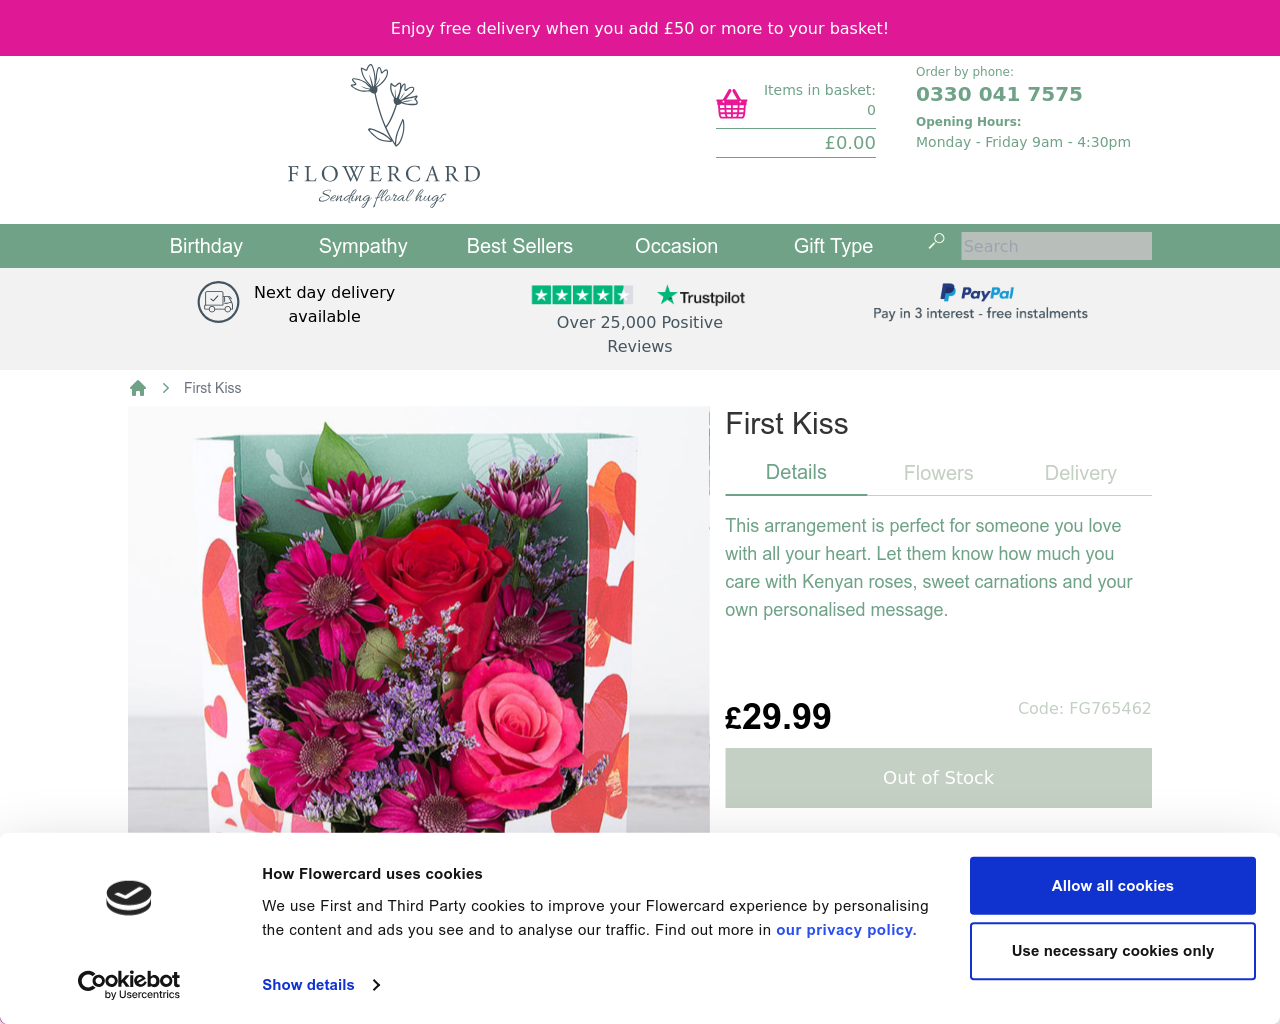 Enjoy free delivery when you add £50 or more to your basket!
FLOWERCARD
Sending floral hugs
Items in basket:
0
£0.00
Order by phone:
0330 041 7575
Opening Hours:
Monday - Friday 9am - 4:30pm
Birthday
Sympathy
Best Sellers
Occasion
Gift Type
Search
Next day delivery
available
Trustpilot
Over 25,000 Positive
Reviews
PayPal
Pay in 3 interest - free instalments
First Kiss
First Kiss
Details
Flowers
Delivery
This arrangement is perfect for someone you love
with all your heart. Let them know how much you
care with Kenyan roses, sweet carnations and your
own personalised message.
£29.99
Code: FG765462
Out of Stock
Cookiebot
by Usercentrics
How Flowercard uses cookies
We use First and Third Party cookies to improve your Flowercard experience by personalising
the content and ads you see and to analyse our traffic. Find out more in our privacy policy.
Show details
Allow all cookies
Use necessary cookies only